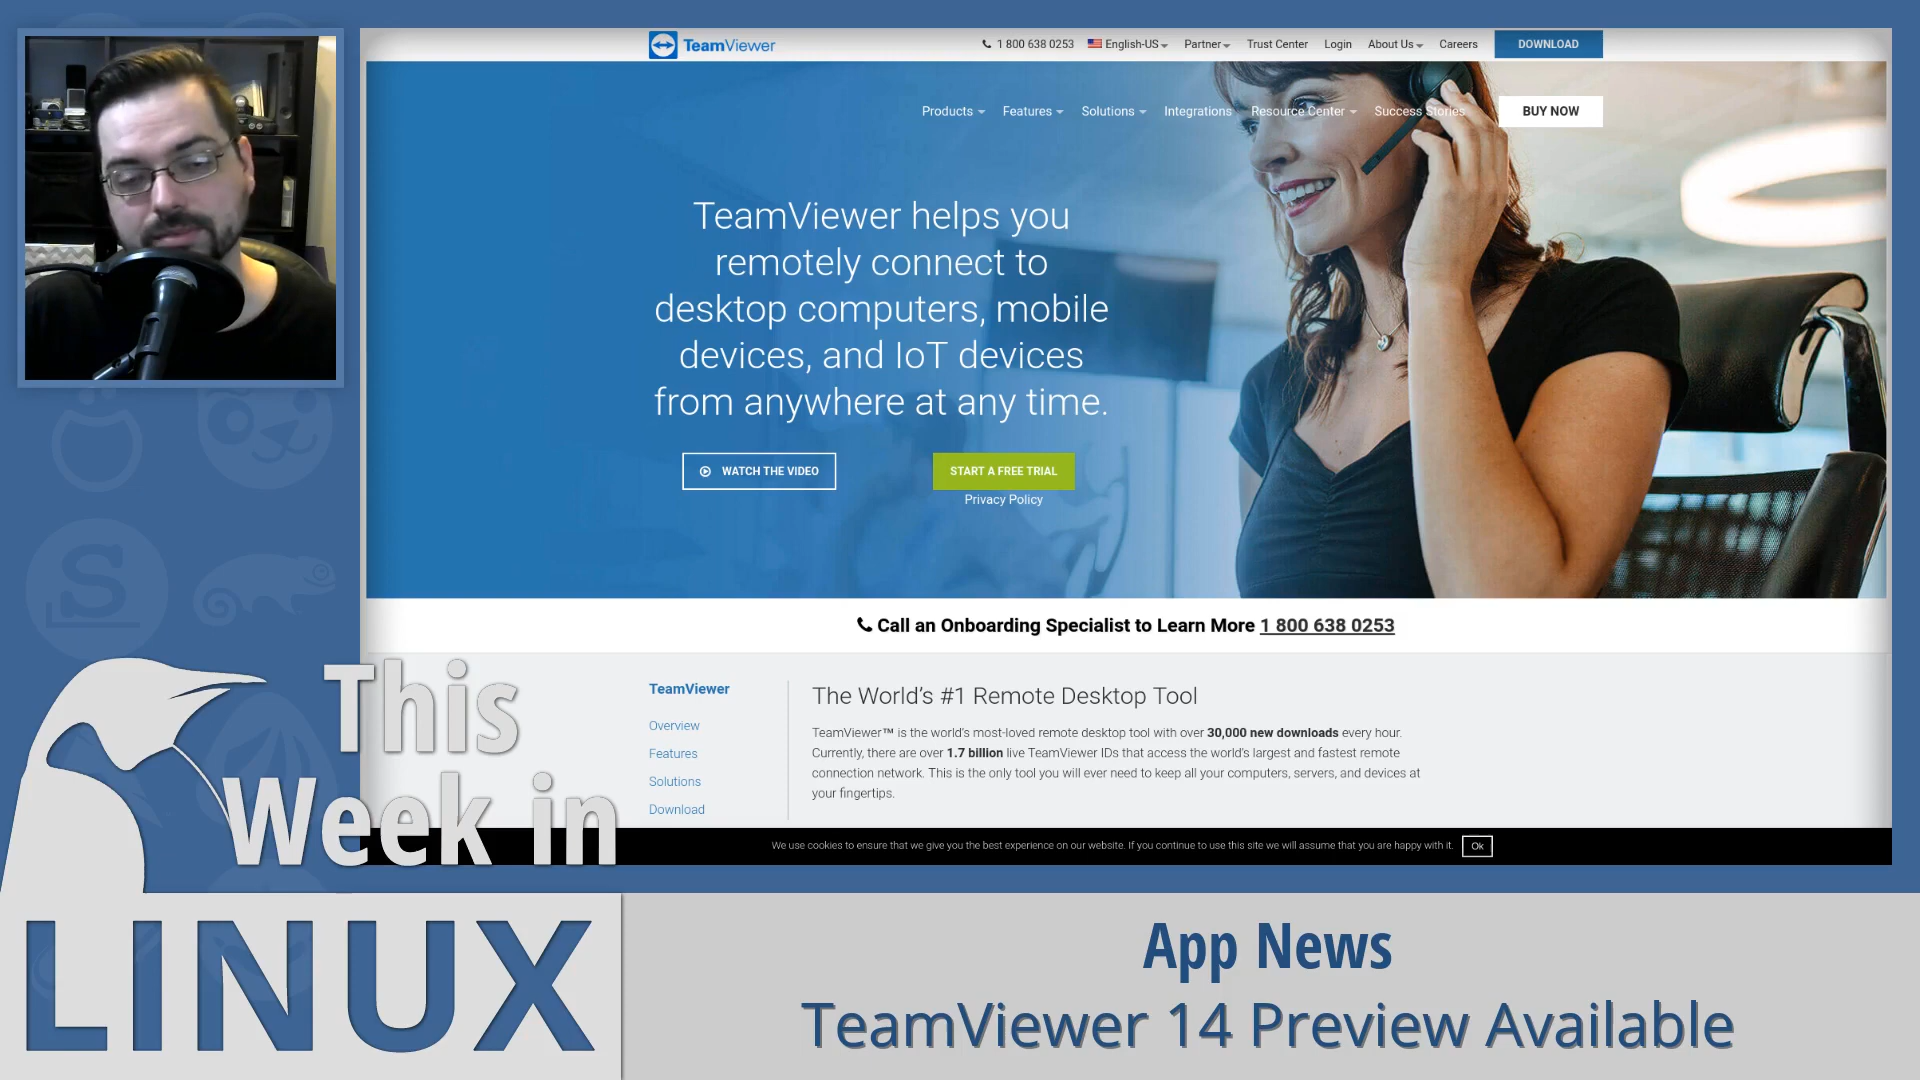 TeamViewer
1 800 638 0253 English-US Partner Trust Center Login About Us Careers DOWNLOAD
Products Features Solutions Integrations Resource Center Success Stories BUY NOW
TeamViewer helps you
remotely connect to
desktop computers, mobile
devices, and IoT devices
from anywhere at any time.
WATCH THE VIDEO START A FREE TRIAL
Privacy Policy
Call an Onboarding Specialist to Learn More 1 800 638 0253
TeamViewer
Overview
Features
Solutions
Download
The World's #1 Remote Desktop Tool
TeamViewer™ is the world's most-loved remote desktop tool with over 30,000 new downloads every hour.
Currently, there are over 1.7 billion live TeamViewer IDs that access the world's largest and fastest remote
connection network. This is the only tool you will ever need to keep all your computers, servers, and devices at
your fingertips.
We use cookies to ensure that we give you the best experience on our website. If you continue to use this site we will assume that you are happy with it. Ok
This
Week in
LINUX
App News
TeamViewer 14 Preview Available